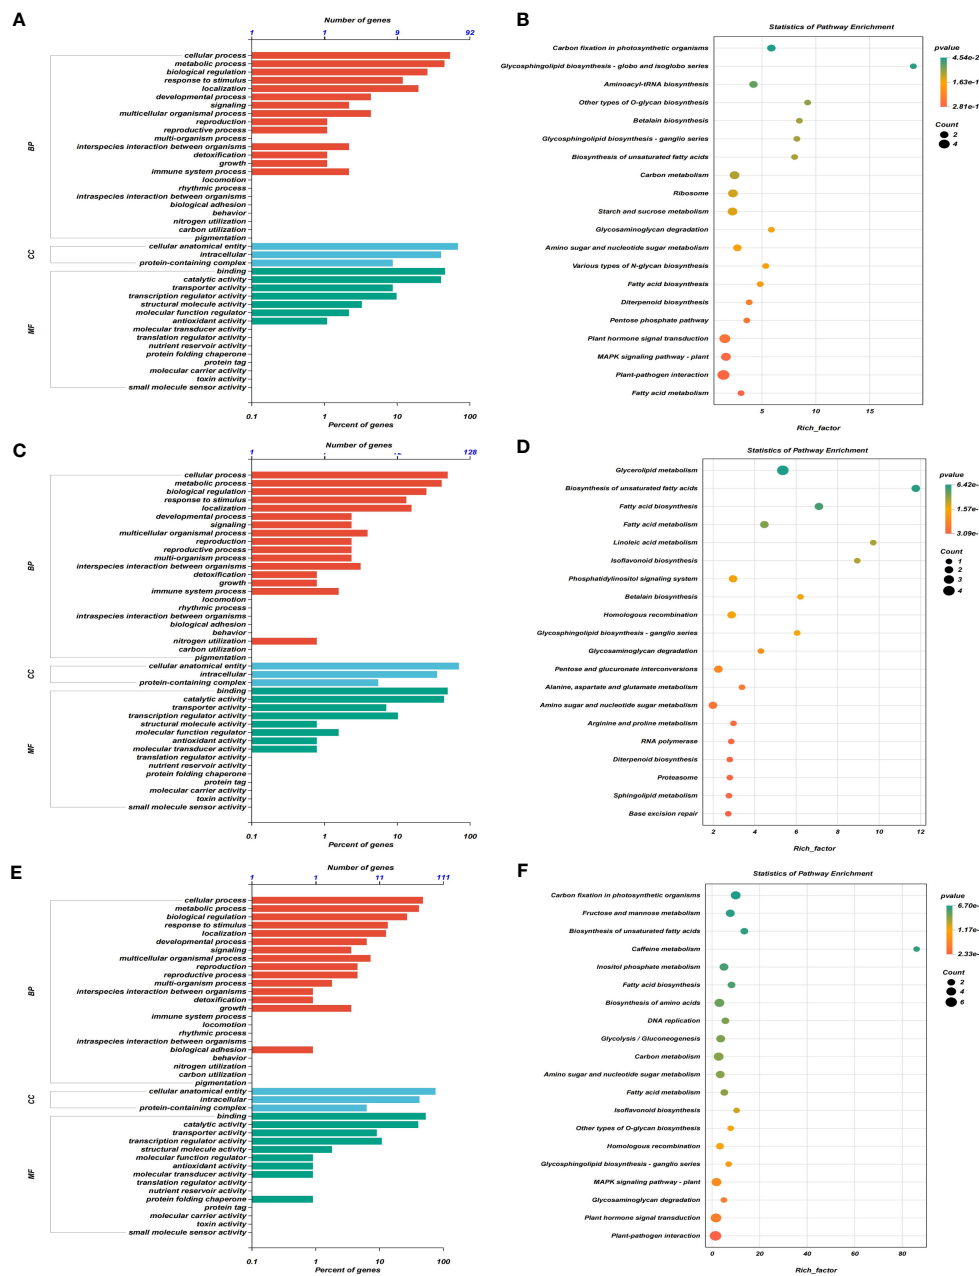 A
Number of genes
1 1 9 92
cellular process
metabolic process
biological regulation
response to stimulus
localization
developmental process
signaling
multicellular organismal process
reproduction
reproductive process
multi-organism process
interspecies interaction between organisms
detoxification
growth
immune system process
locomotion
rhythmic process
intraspecies interaction between organisms
biological adhesion
behavior
nitrogen utilization
carbon utilization
pigmentation
cellular anatomical entity
intracellular
protein-containing complex
binding
catalytic activity
transporter activity
transcription regulator activity
structural molecule activity
molecular function regulator
antioxidant activity
molecular transducer activity
translation regulator activity
nutrient reservoir activity
protein folding chaperone
protein tag
molecular carrier activity
toxin activity
small molecule sensor activity
BP
CC
MF
0.1 1 10 100
Percent of genes
B
Statistics of Pathway Enrichment
Carbon fixation in photosynthetic organisms
Glycosphingolipid biosynthesis - globo and isoglobo series
Aminoacyl-tRNA biosynthesis
Other types of O-glycan biosynthesis
Betalain biosynthesis
Glycosphingolipid biosynthesis - ganglio series
Biosynthesis of unsaturated fatty acids
Carbon metabolism
Ribosome
Starch and sucrose metabolism
Glycosaminoglycan degradation
Amino sugar and nucleotide sugar metabolism
Various types of N-glycan biosynthesis
Fatty acid biosynthesis
Diterpenoid biosynthesis
Pentose phosphate pathway
Plant hormone signal transduction
MAPK signaling pathway - plant
Plant-pathogen interaction
Fatty acid metabolism
5 10 15
Rich_factor
pvalue
4.54e-2
1.63e-1
2.81e-1
Count
2
4
C
Number of genes
1 1 128
cellular process
metabolic process
biological regulation
response to stimulus
localization
developmental process
signaling
multicellular organismal process
reproduction
reproductive process
multi-organism process
interspecies interaction between organisms
detoxification
growth
immune system process
locomotion
rhythmic process
intraspecies interaction between organisms
biological adhesion
behavior
nitrogen utilization
carbon utilization
pigmentation
cellular anatomical entity
intracellular
protein-containing complex
binding
catalytic activity
transporter activity
transcription regulator activity
structural molecule activity
molecular function regulator
antioxidant activity
molecular transducer activity
translation regulator activity
nutrient reservoir activity
protein folding chaperone
protein tag
molecular carrier activity
toxin activity
small molecule sensor activity
BP
CC
MF
0.1 1 10 100
Percent of genes
D
Statistics of Pathway Enrichment
Glycerolipid metabolism
Biosynthesis of unsaturated fatty acids
Fatty acid biosynthesis
Fatty acid metabolism
Linoleic acid metabolism
Isoflavonoid biosynthesis
Phosphatidylinositol signaling system
Betalain biosynthesis
Homologous recombination
Glycosphingolipid biosynthesis - ganglio series
Glycosaminoglycan degradation
Pentose and glucuronate interconversions
Alanine, aspartate and glutamate metabolism
Amino sugar and nucleotide sugar metabolism
Arginine and proline metabolism
RNA polymerase
Diterpenoid biosynthesis
Proteasome
Sphingolipid metabolism
Base excision repair
2 4 6 8 10 12
Rich_factor
pvalue
6.42e-
1.57e-
3.09e-
Count
1
2
3
4
E
Number of genes
1 1 11 111
cellular process
metabolic process
biological regulation
response to stimulus
localization
developmental process
signaling
multicellular organismal process
reproduction
reproductive process
multi-organism process
interspecies interaction between organisms
detoxification
growth
immune system process
locomotion
rhythmic process
intraspecies interaction between organisms
biological adhesion
behavior
nitrogen utilization
carbon utilization
pigmentation
cellular anatomical entity
intracellular
protein-containing complex
binding
catalytic activity
transporter activity
transcription regulator activity
structural molecule activity
molecular function regulator
antioxidant activity
molecular transducer activity
translation regulator activity
nutrient reservoir activity
protein folding chaperone
protein tag
molecular carrier activity
toxin activity
small molecule sensor activity
BP
CC
MF
0.1 1 10 100
Percent of genes
F
Statistics of Pathway Enrichment
Carbon fixation in photosynthetic organisms
Fructose and mannose metabolism
Biosynthesis of unsaturated fatty acids
Caffeine metabolism
Inositol phosphate metabolism
Fatty acid biosynthesis
Biosynthesis of amino acids
DNA replication
Glycolysis / Gluconeogenesis
Carbon metabolism
Amino sugar and nucleotide sugar metabolism
Fatty acid metabolism
Isoflavonoid biosynthesis
Other types of O-glycan biosynthesis
Homologous recombination
Glycosphingolipid biosynthesis - ganglio series
MAPK signaling pathway - plant
Glycosaminoglycan degradation
Plant hormone signal transduction
Plant-pathogen interaction
0 20 40 60 80
Rich_factor
pvalue
6.70e-
1.17e-
2.33e-
Count
2
4
6